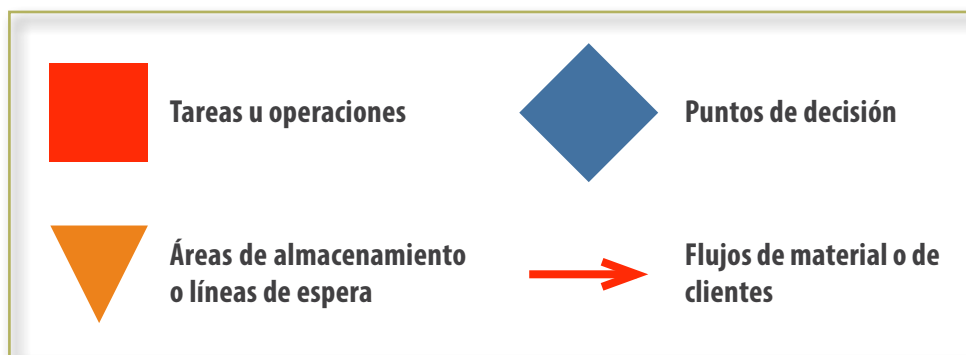 Tareas u operaciones
Puntos de decisión
Áreas de almacenamiento
o líneas de espera
Flujos de material o de
clientes